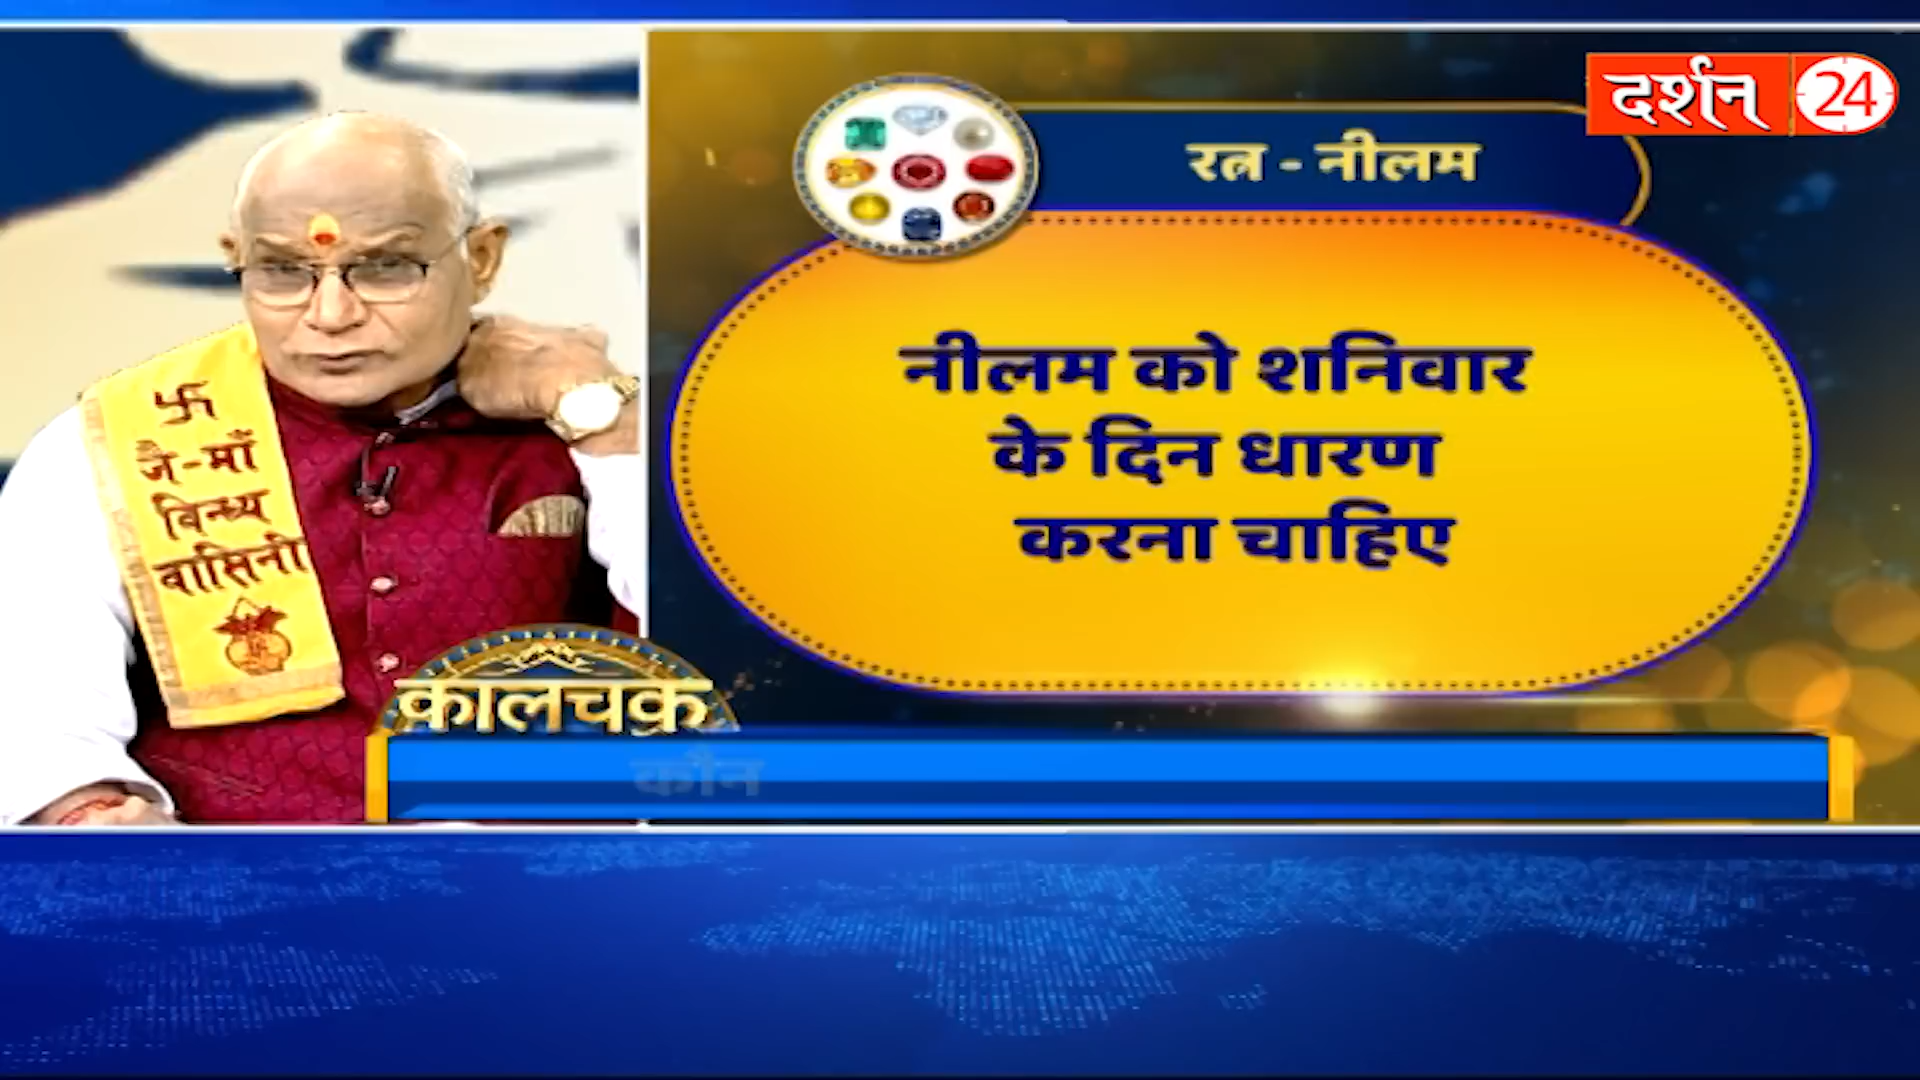 दर्शन 24
रत्न - नीलम
नीलम को शनिवार
के दिन धारण
करना चाहिए
जै-माँ
विन्ध्य
वासिनी
कालचक्र
कौन